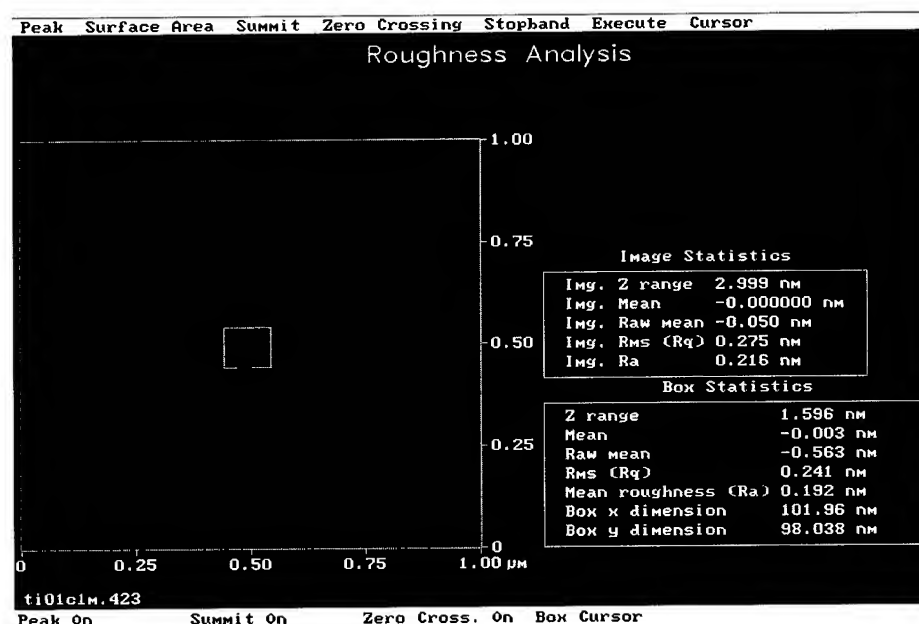 Peak Surface Area Summit Zero Crossing Stopband Execute Cursor
Roughness Analysis
1.00
0.75
0.50
0.25
0
0 0.25 0.50 0.75 1.00 µm
Image Statistics
Img. Z range 2.999 nm
Img. Mean -0.000000 nm
Img. Raw mean -0.050 nm
Img. Rms (Rq) 0.275 nm
Img. Ra 0.216 nm
Box Statistics
Z range 1.596 nm
Mean -0.003 nm
Raw mean -0.563 nm
Rms (Rq) 0.241 nm
Mean roughness (Ra) 0.192 nm
Box x dimension 101.96 nm
Box y dimension 98.038 nm
ti01clm.423
Peak On Summit On Zero Cross. On Box Cursor